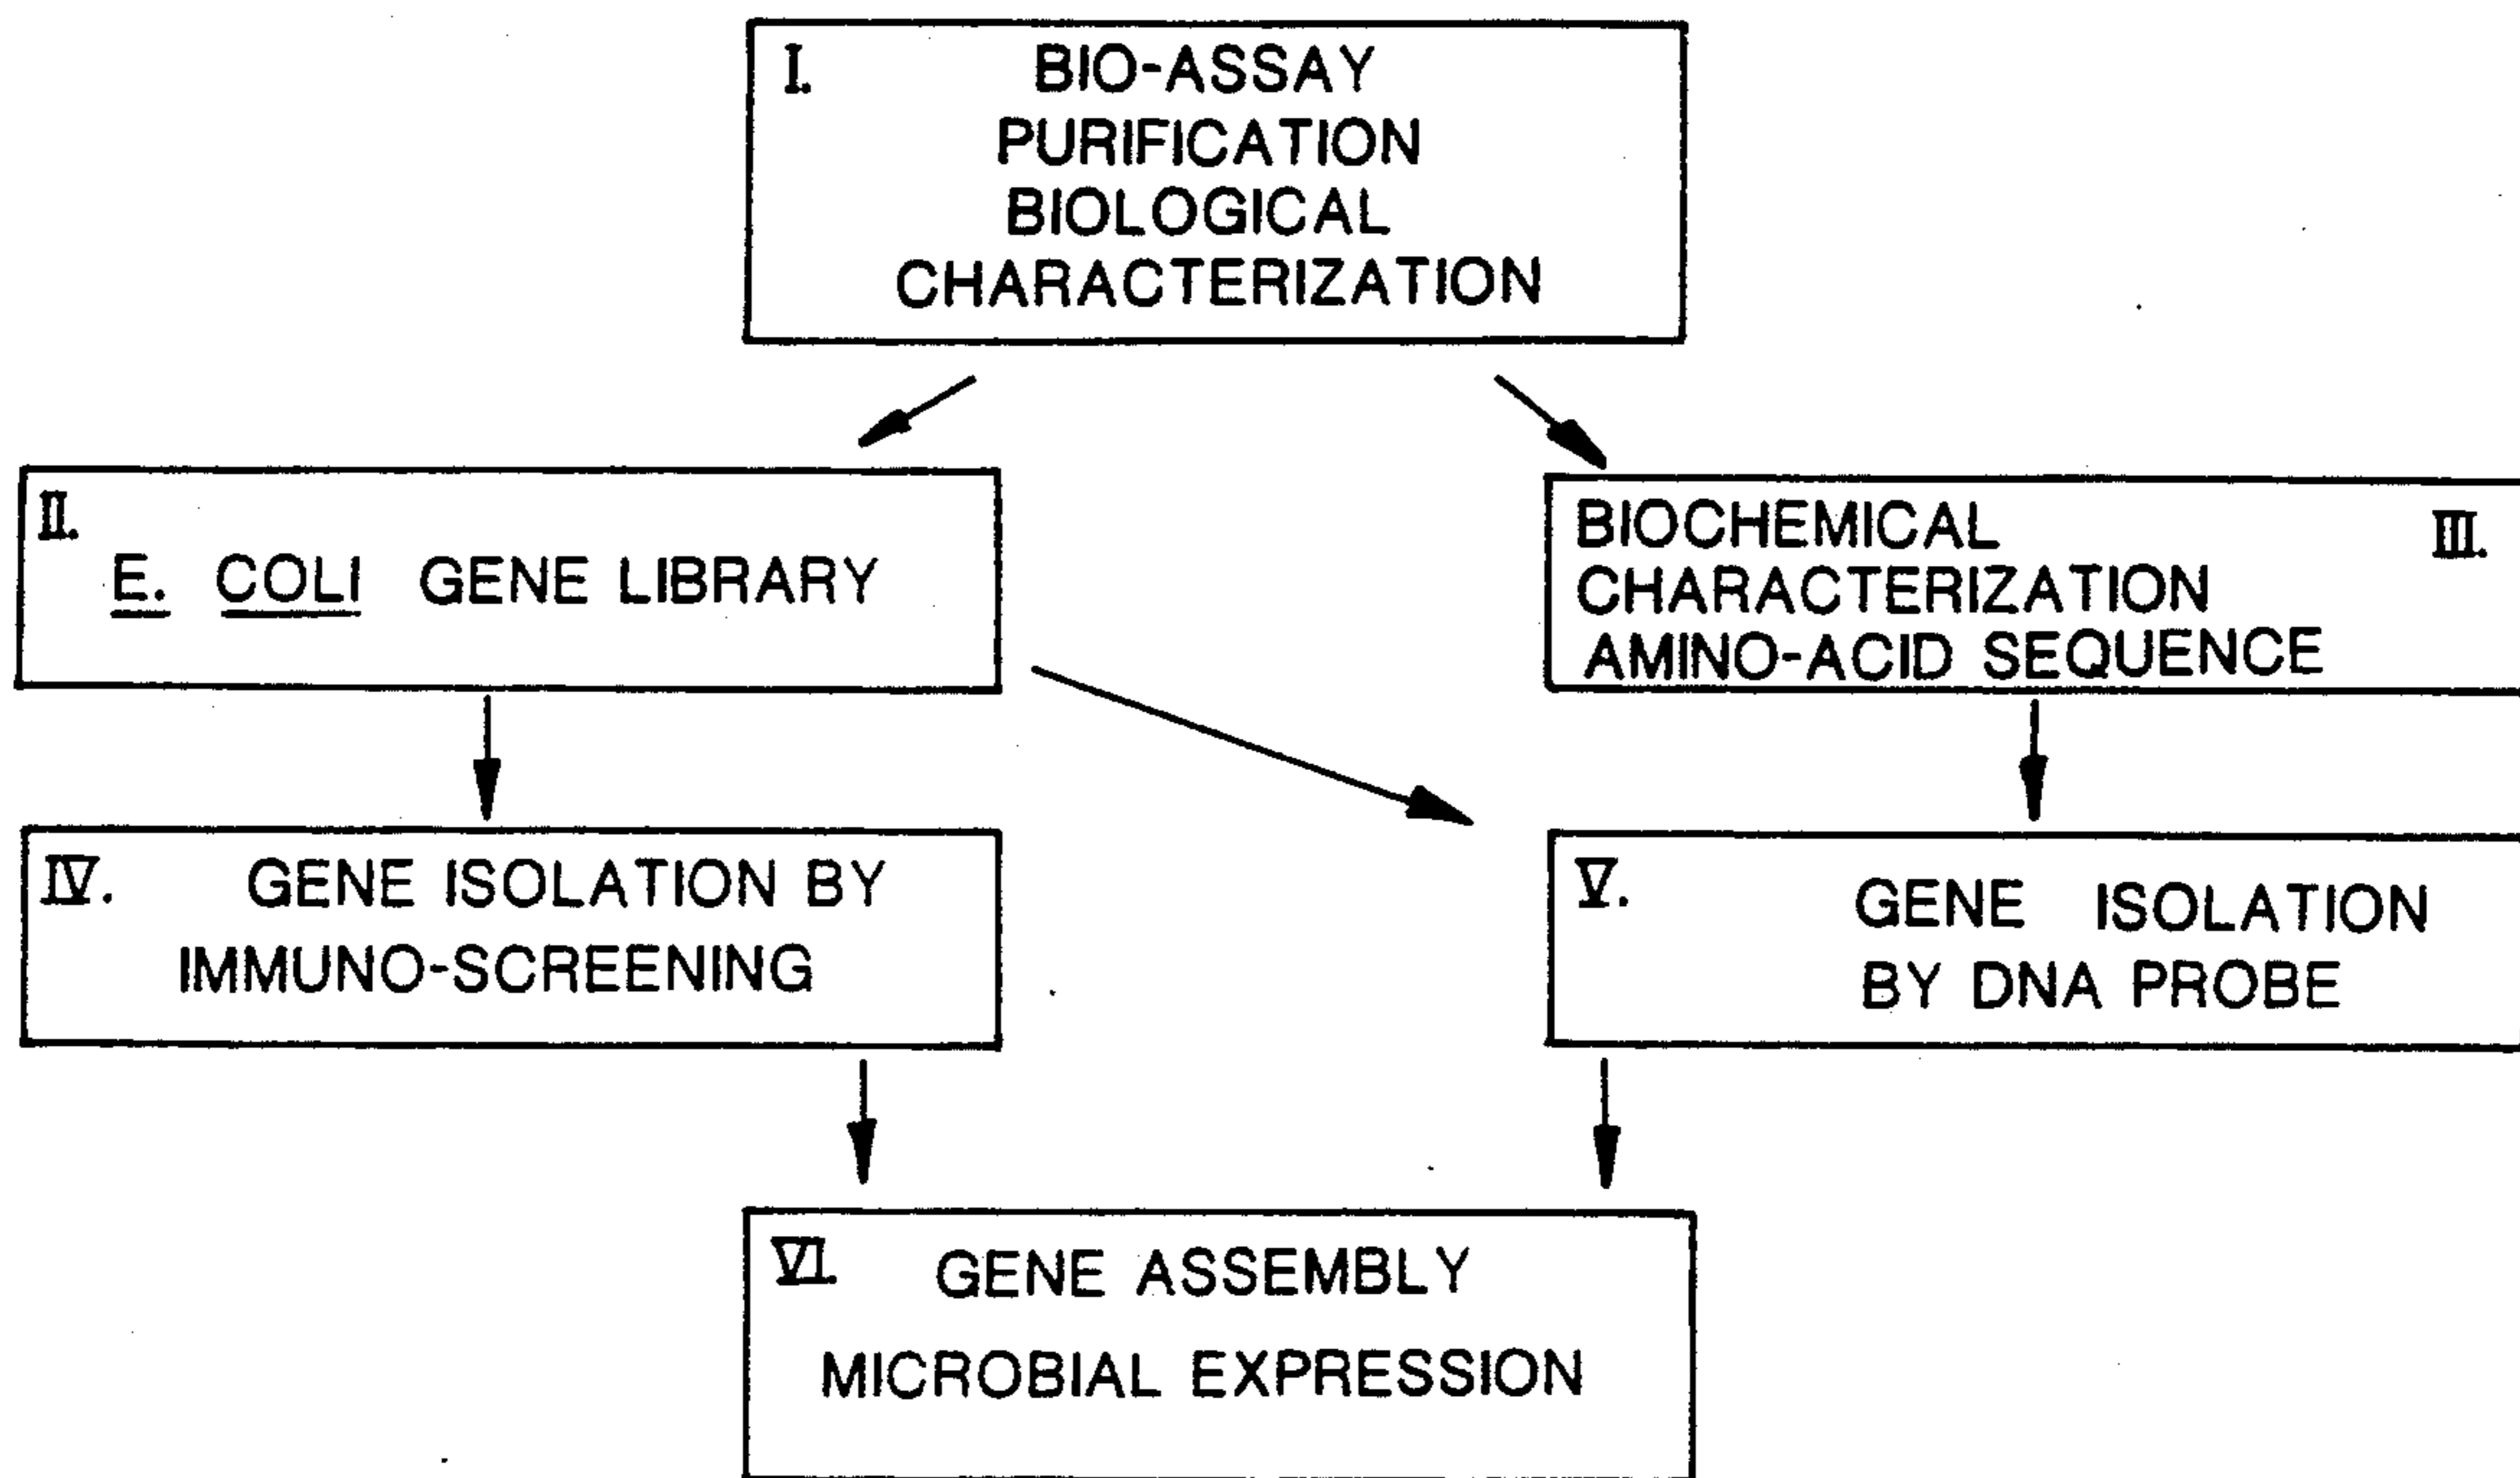 I. BIO-ASSAY
PURIFICATION
BIOLOGICAL
CHARACTERIZATION
II.
E. COLI GENE LIBRARY
BIOCHEMICAL III.
CHARACTERIZATION
AMINO-ACID SEQUENCE
IV. GENE ISOLATION BY
IMMUNO-SCREENING
V. GENE ISOLATION
BY DNA PROBE
VI. GENE ASSEMBLY
MICROBIAL EXPRESSION